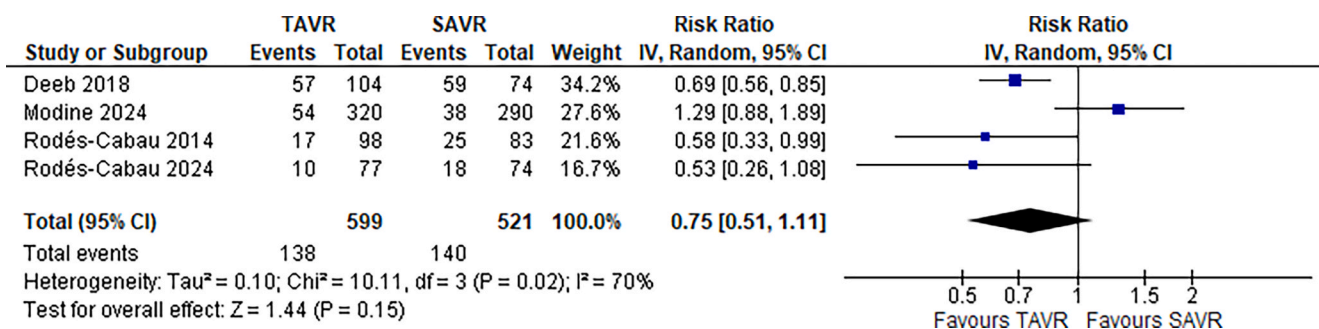 TAVR SAVR Risk Ratio Risk Ratio
Study or Subgroup Events Total Events Total Weight IV, Random, 95% CI IV, Random, 95% CI
Deeb 2018 57 104 59 74 34.2% 0.69 [0.56, 0.85]
Modine 2024 54 320 38 290 27.6% 1.29 [0.88, 1.89]
Rodés-Cabau 2014 17 98 25 83 21.6% 0.58 [0.33, 0.99]
Rodés-Cabau 2024 10 77 18 74 16.7% 0.53 [0.26, 1.08]
Total (95% CI) 599 521 100.0% 0.75 [0.51, 1.11]
Total events 138 140
Heterogeneity: Tau² = 0.10; Chi² = 10.11, df = 3 (P = 0.02); I² = 70%
Test for overall effect: Z = 1.44 (P = 0.15)
0.5 0.7 1 1.5 2
Favours TAVR Favours SAVR